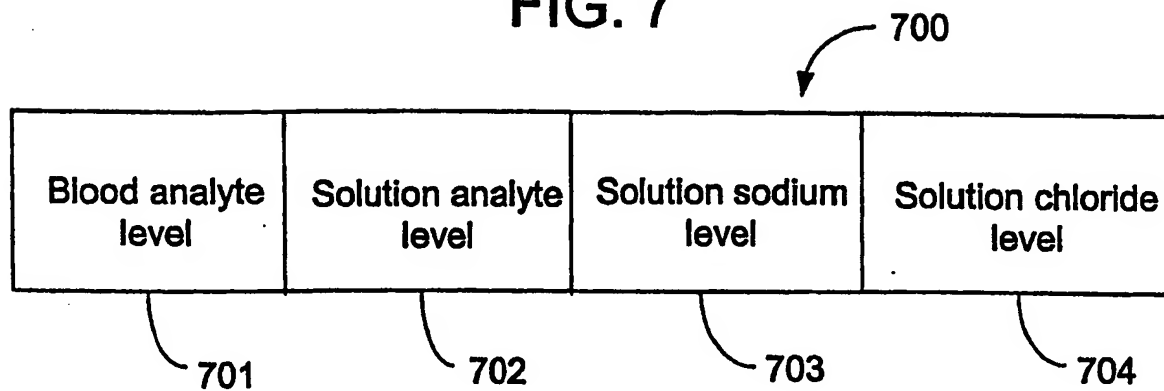 FIG. 7
700
Blood analyte
level
Solution analyte
level
Solution sodium
level
Solution chloride
level
701
702
703
704